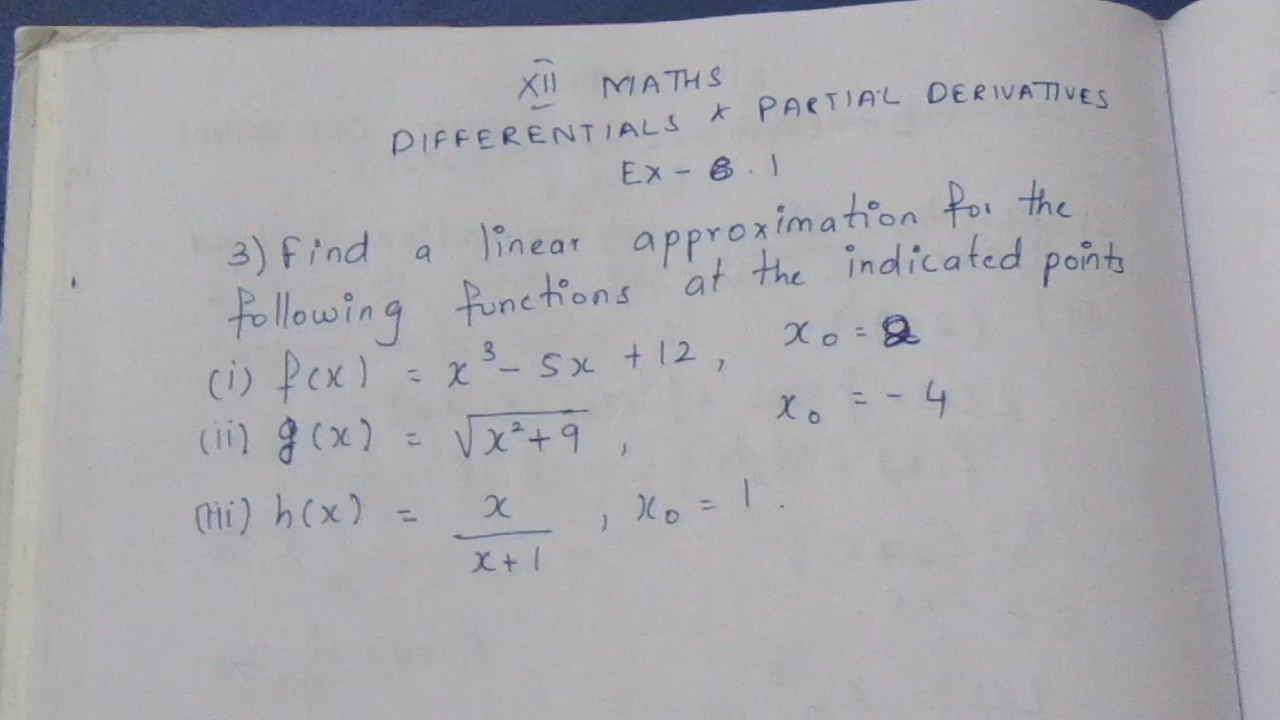 XII MATHS
DIFFERENTIALS & PARTIAL DERIVATIVES
EX - 8.1
3) Find a linear approximation for the
following functions at the indicated points
(i) f(x) = x³ - 5x + 12, x₀ = 2
(ii) g(x) = √(x² + 9), x₀ = - 4
(iii) h(x) = x/(x + 1), x₀ = 1.